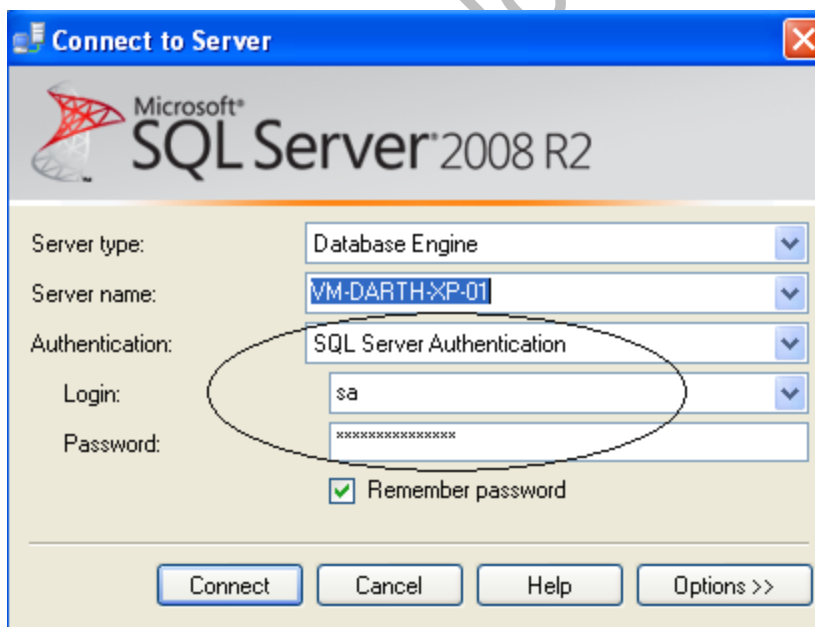 Connect to Server
Microsoft®
SQL Server® 2008 R2
Server type: Database Engine
Server name: VM-DARTH-XP-01
Authentication: SQL Server Authentication
Login: sa
Password: ***************
Remember password
Connect Cancel Help Options >>